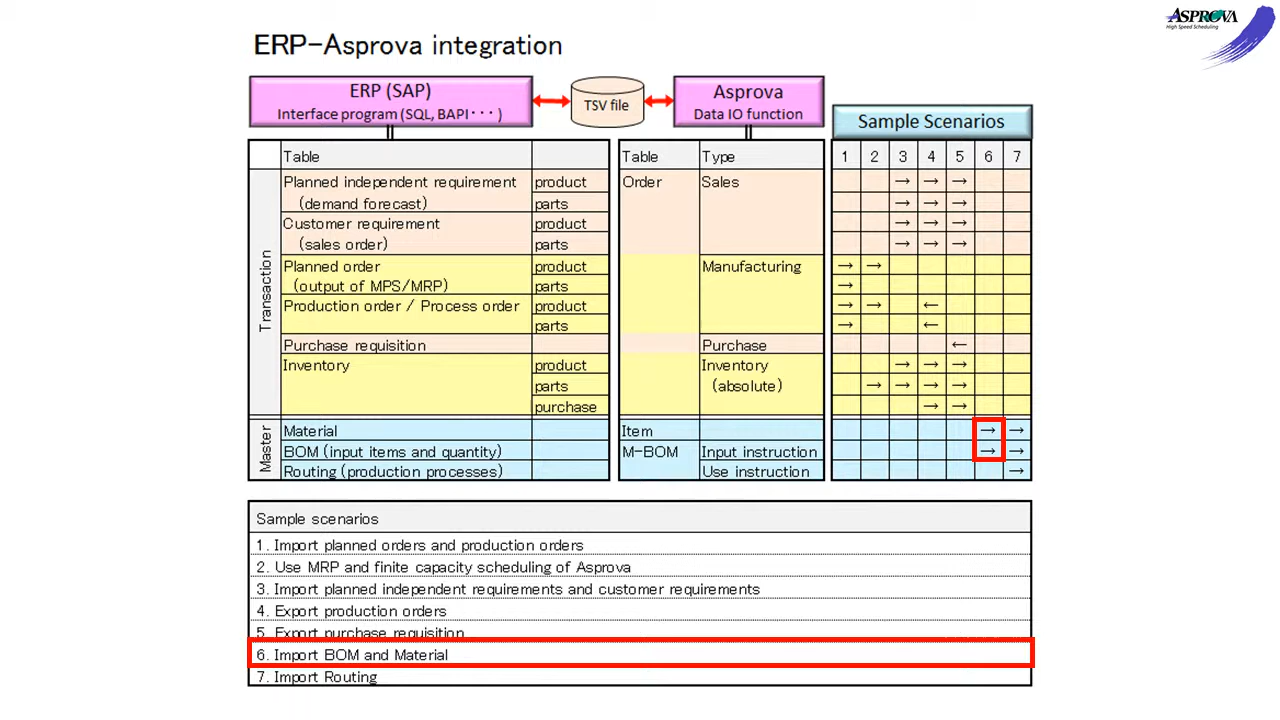 ASPROVA
High Speed Scheduling
ERP-Asprova integration
ERP (SAP)
Interface program (SQL, BAPI・・・)
TSV file
Asprova
Data IO function
Sample Scenarios
Table
Table Type
1 2 3 4 5 6 7
Transaction
Planned independent requirement product Order Sales → → →
(demand forecast) parts → → →
Customer requirement product → → →
(sales order) parts → → →
Planned order product Manufacturing → →
(output of MPS/MRP) parts →
Production order / Process order product → → ←
parts → ←
Purchase requisition Purchase ←
Inventory product Inventory → → →
parts (absolute) → → → →
purchase → →
Master
Material Item → →
BOM (input items and quantity) M-BOM Input instruction → →
Routing (production processes) Use instruction →
Sample scenarios
1. Import planned orders and production orders
2. Use MRP and finite capacity scheduling of Asprova
3. Import planned independent requirements and customer requirements
4. Export production orders
5. Export purchase requisition
6. Import BOM and Material
7. Import Routing